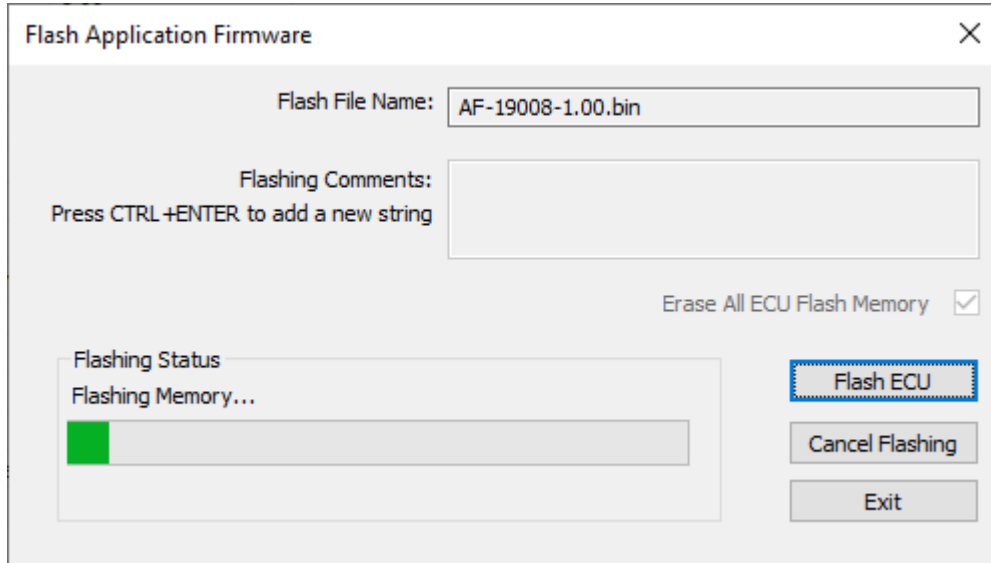 Flash Application Firmware
Flash File Name: AF-19008-1.00.bin
Flashing Comments:
Press CTRL+ENTER to add a new string
Erase All ECU Flash Memory
Flashing Status
Flashing Memory...
Flash ECU
Cancel Flashing
Exit